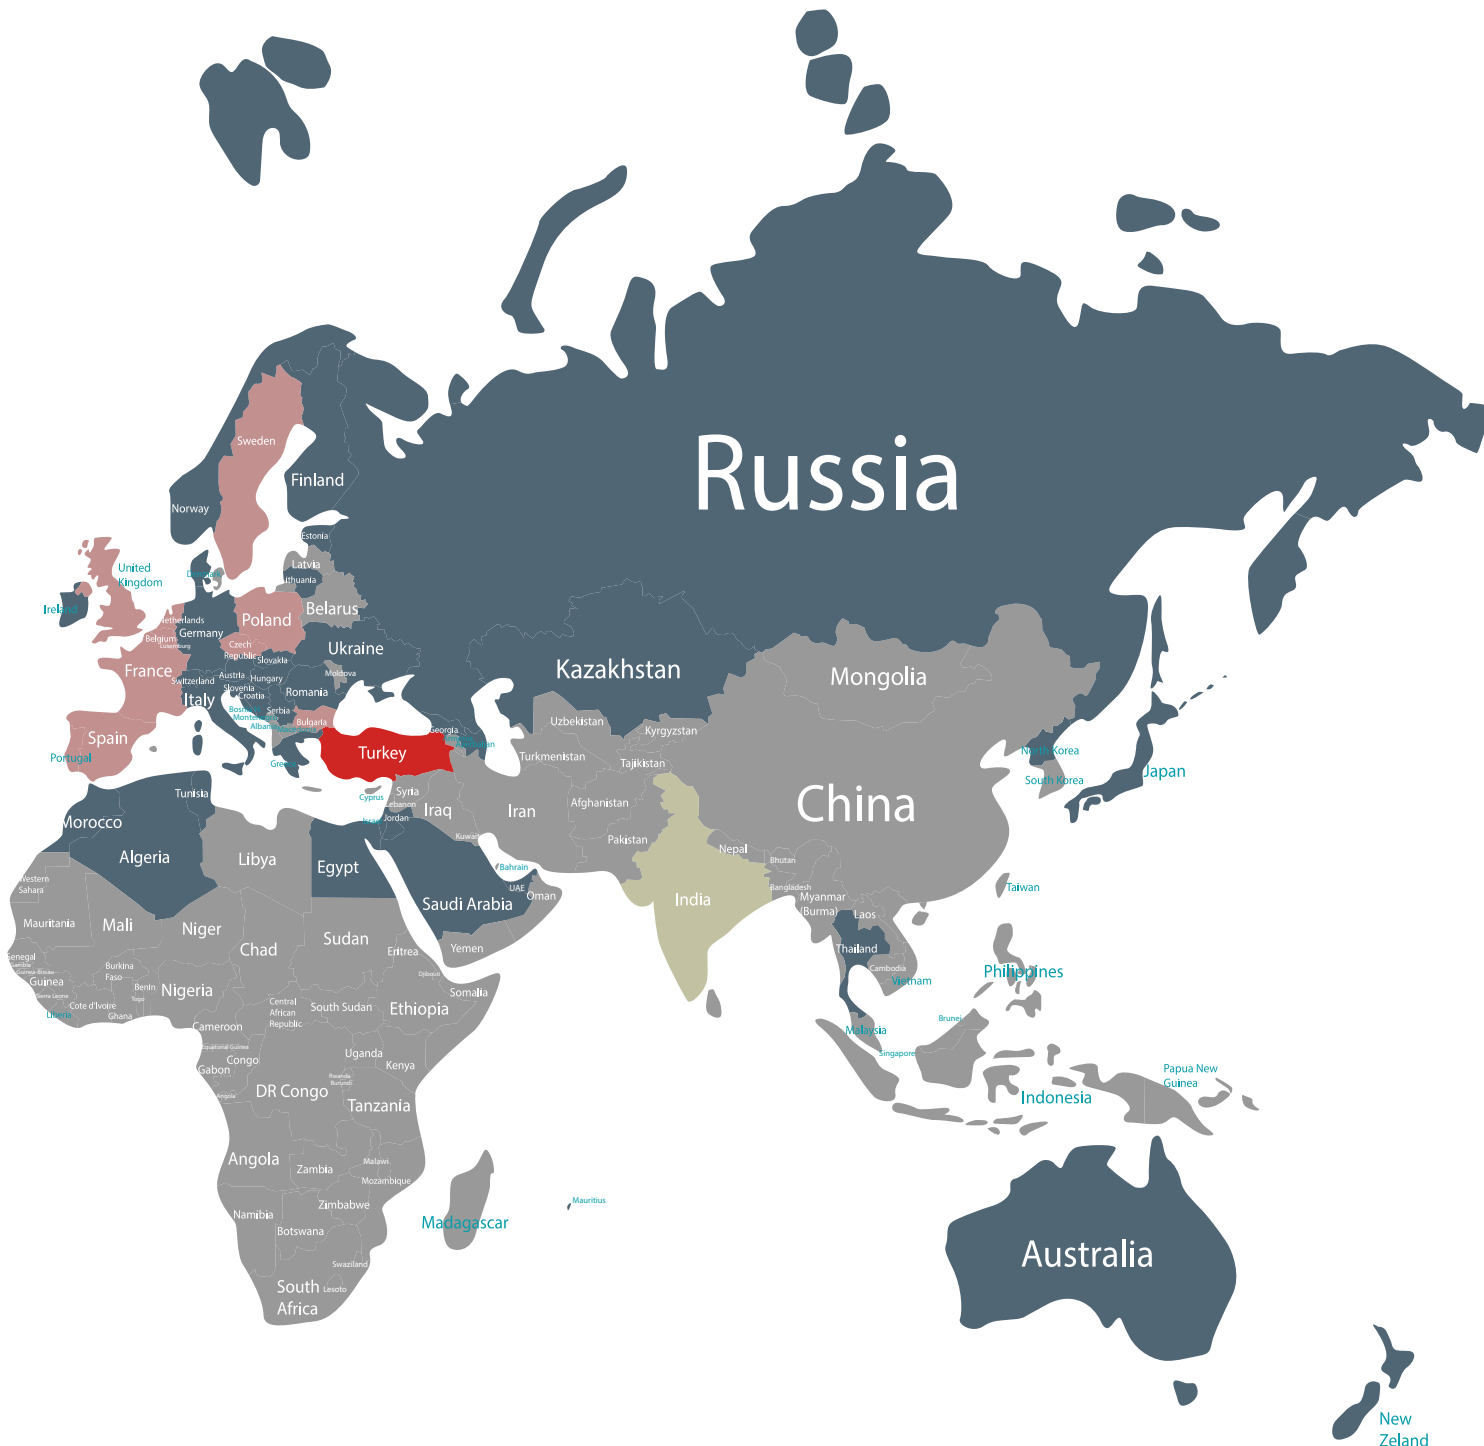 Russia
Sweden
Finland
Norway
Estonia
Latvia
Lithuania
United
Kingdom
Ireland
Belarus
Netherlands
Poland
Germany
Belgium
Luxemburg
Czech
Republic
Ukraine
Slovakia
France
Kazakhstan
Mongolia
Moldova
Switzerland
Austria
Hungary
Slovenia
Romania
Croatia
Italy
Serbia
Montenegro
Albania
Bulgaria
Uzbekistan
Kyrgyzstan
Georgia
Spain
Portugal
Turkey
Turkmenistan
Tajikistan
North Korea
South Korea
Japan
Tunisia
Cyprus
Syria
Lebanon
Iraq
Iran
Afghanistan
China
Morocco
Jordan
Kuwait
Pakistan
Algeria
Libya
Egypt
Bahrain
Nepal
Bhutan
Western
Sahara
UAE
Oman
Bangladesh
Taiwan
Saudi Arabia
India
Myanmar
(Burma)
Laos
Mauritania
Mali
Niger
Chad
Sudan
Yemen
Eritrea
Thailand
Senegal
Gambia
Guinea-Bissau
Guinea
Burkina
Faso
Djibouti
Cambodia
Vietnam
Philippines
Benin
Togo
Nigeria
Somalia
Sierra Leone
Liberia
Cote d'Ivoire
Ghana
Central
African
Republic
South Sudan
Ethiopia
Cameroon
Brunej
Malaysia
Singapore
Equatorial Guinea
Congo
Gabon
Uganda
Kenya
Rwanda
Burundi
Papua New
Guinea
DR Congo
Angola
Tanzania
Indonesia
Angola
Zambia
Malawi
Mozambique
Zimbabwe
Mauritius
Namibia
Botswana
Madagascar
Swaziland
Lesoto
South
Africa
Australia
New
Zeland